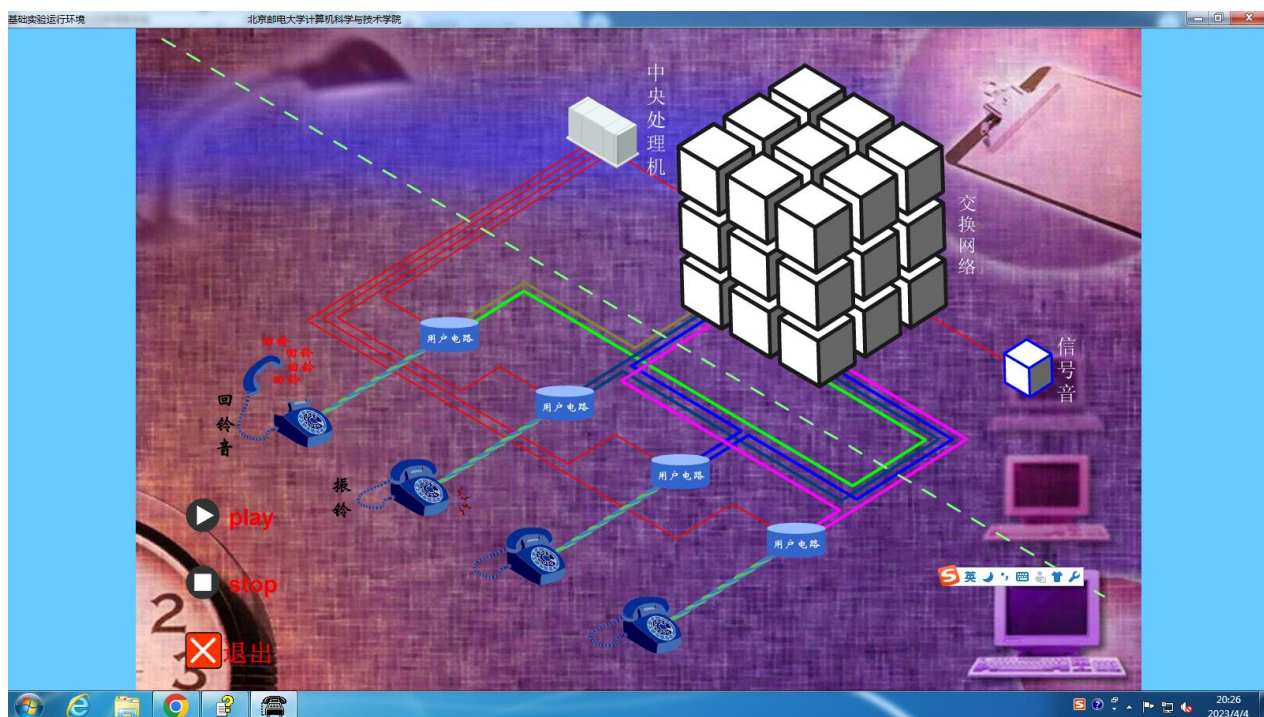 基础实验运行环境
北京邮电大学计算机科学与技术学院
中央处理机
交换网络
用户电路
回铃
回铃
回铃
回铃
信号音
用户电路
回铃音
用户电路
振铃
play
用户电路
英
stop
退出
20:26
2023/4/4